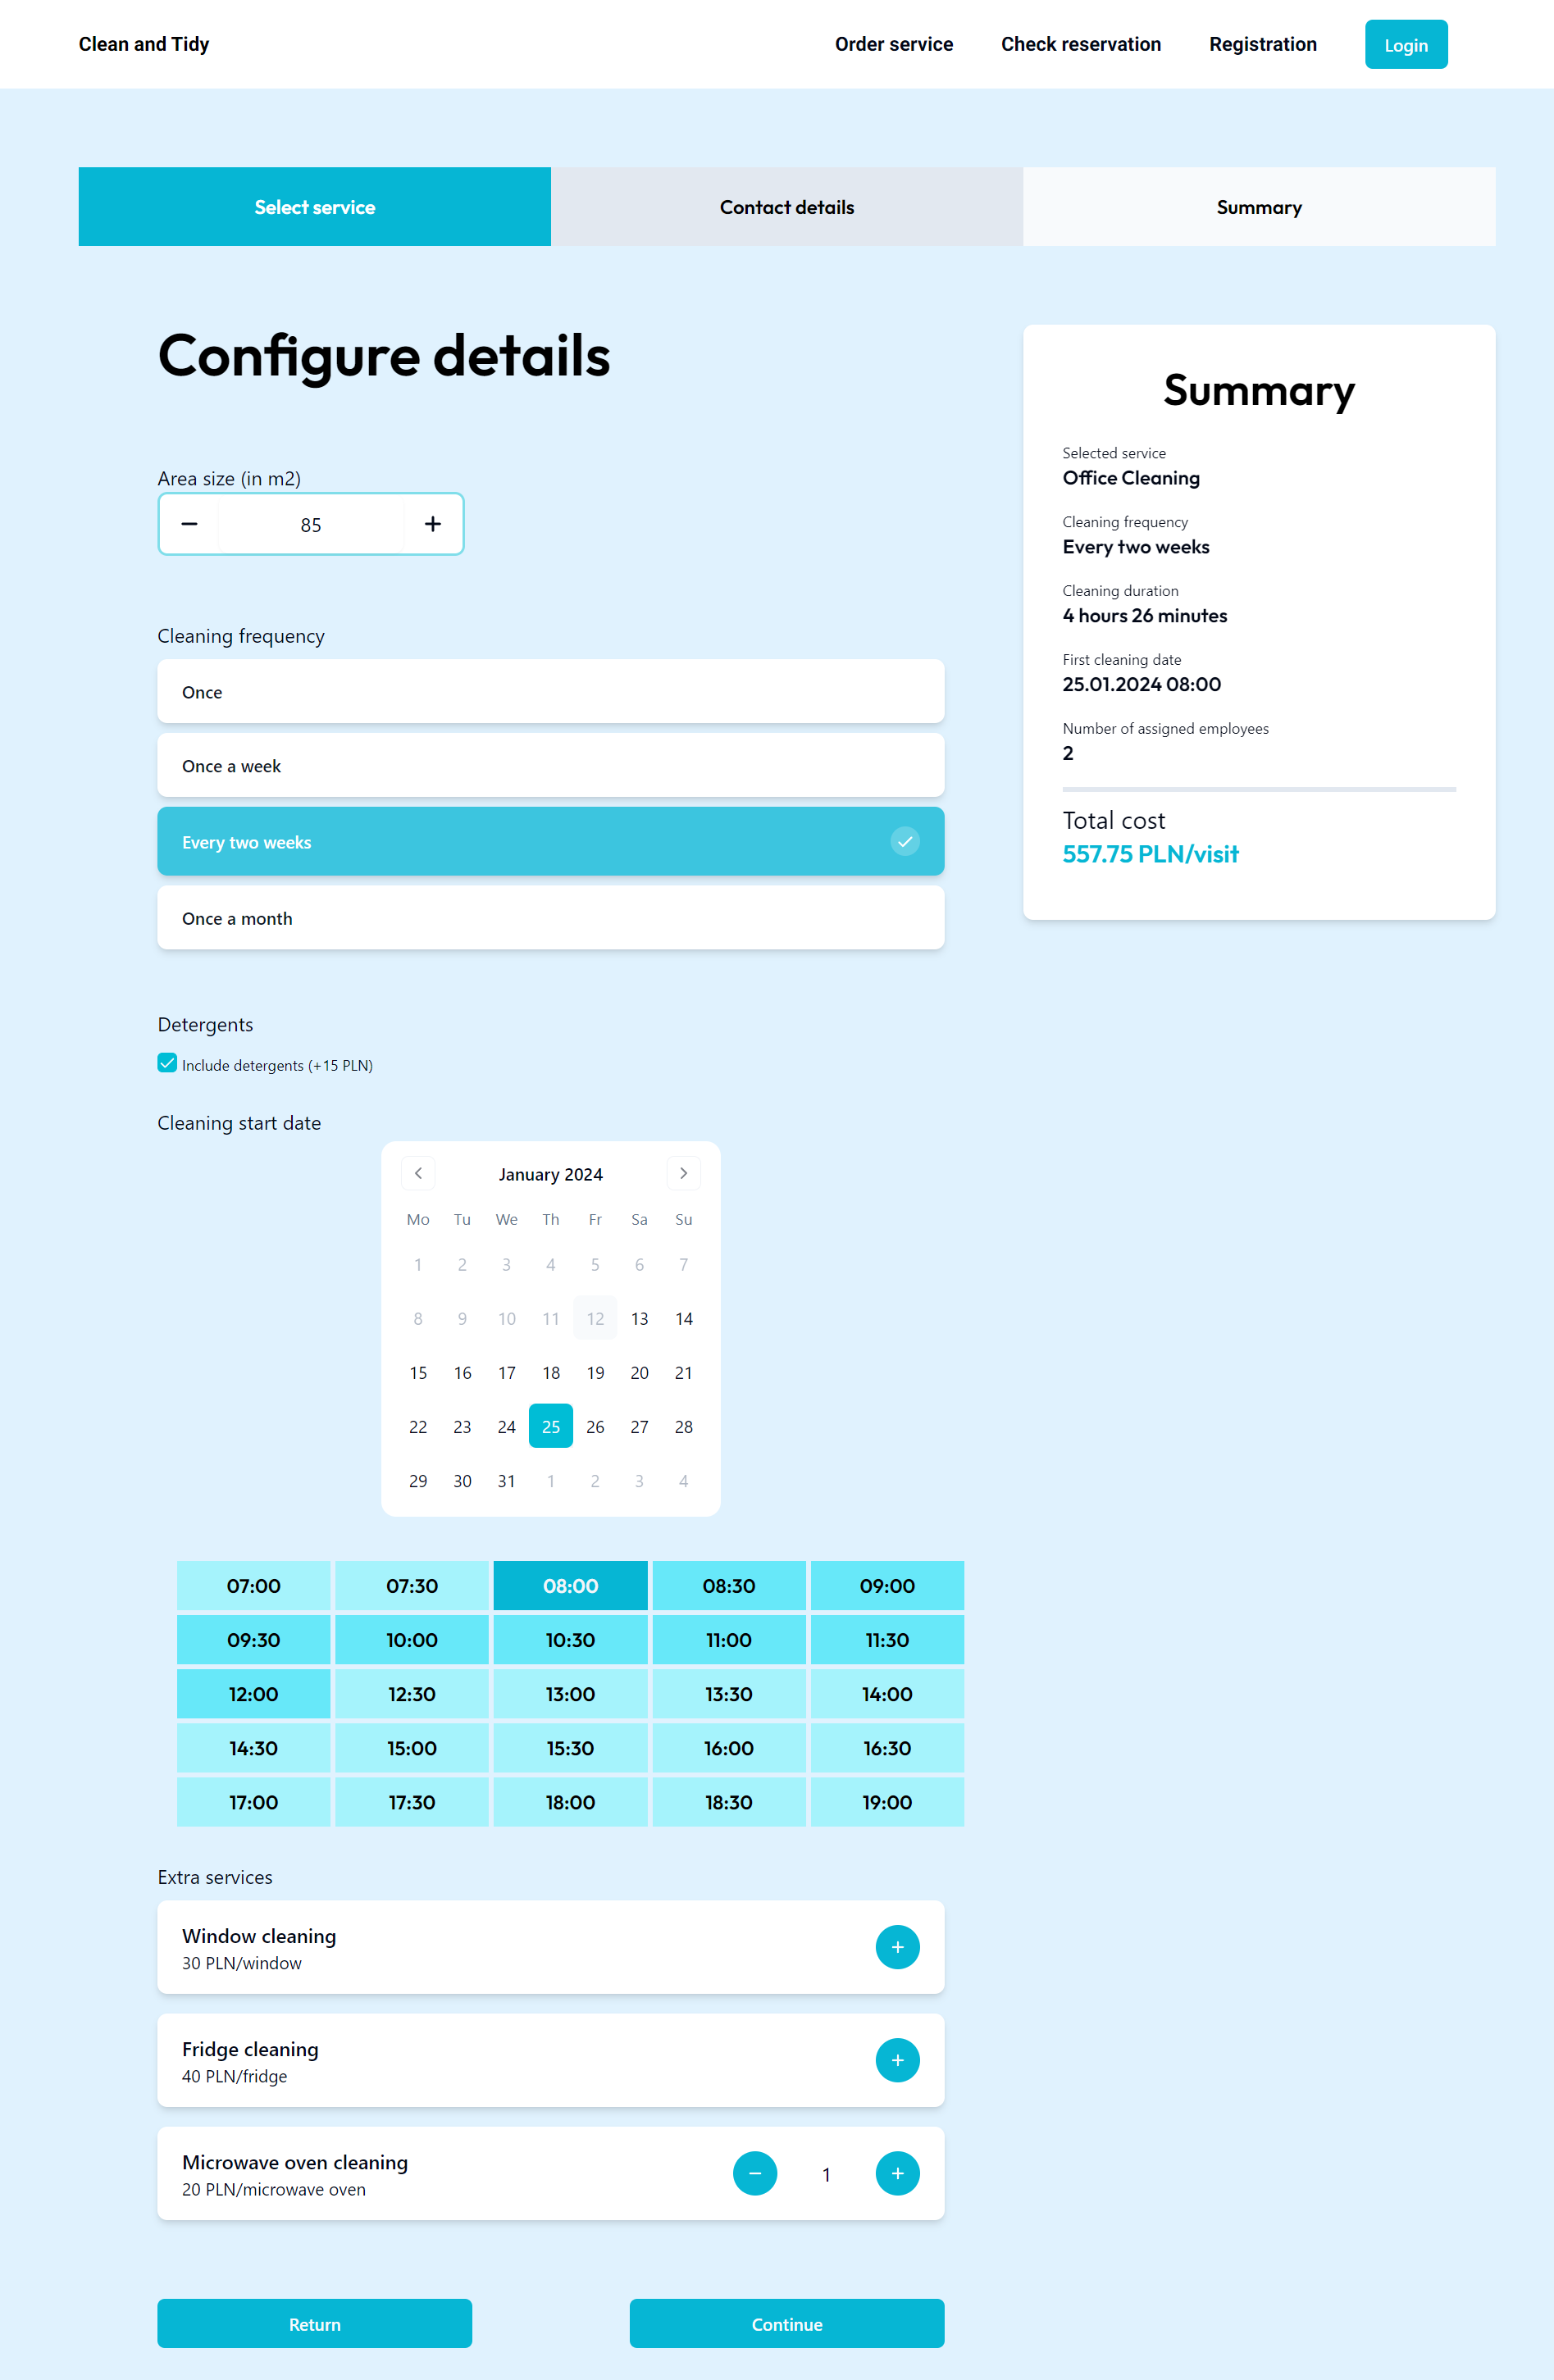 Clean and Tidy
Order service
Check reservation
Registration
Login
Select service
Contact details
Summary
Configure details
Area size (in m2)
85
Cleaning frequency
Once
Once a week
Every two weeks
Once a month
Detergents
Include detergents (+15 PLN)
Cleaning start date
January 2024
Mo Tu We Th Fr Sa Su
1 2 3 4 5 6 7
8 9 10 11 12 13 14
15 16 17 18 19 20 21
22 23 24 25 26 27 28
29 30 31 1 2 3 4
07:00 07:30 08:00 08:30 09:00
09:30 10:00 10:30 11:00 11:30
12:00 12:30 13:00 13:30 14:00
14:30 15:00 15:30 16:00 16:30
17:00 17:30 18:00 18:30 19:00
Extra services
Window cleaning
30 PLN/window
Fridge cleaning
40 PLN/fridge
Microwave oven cleaning
20 PLN/microwave oven
1
Return
Continue
Summary
Selected service
Office Cleaning
Cleaning frequency
Every two weeks
Cleaning duration
4 hours 26 minutes
First cleaning date
25.01.2024 08:00
Number of assigned employees
2
Total cost
557.75 PLN/visit